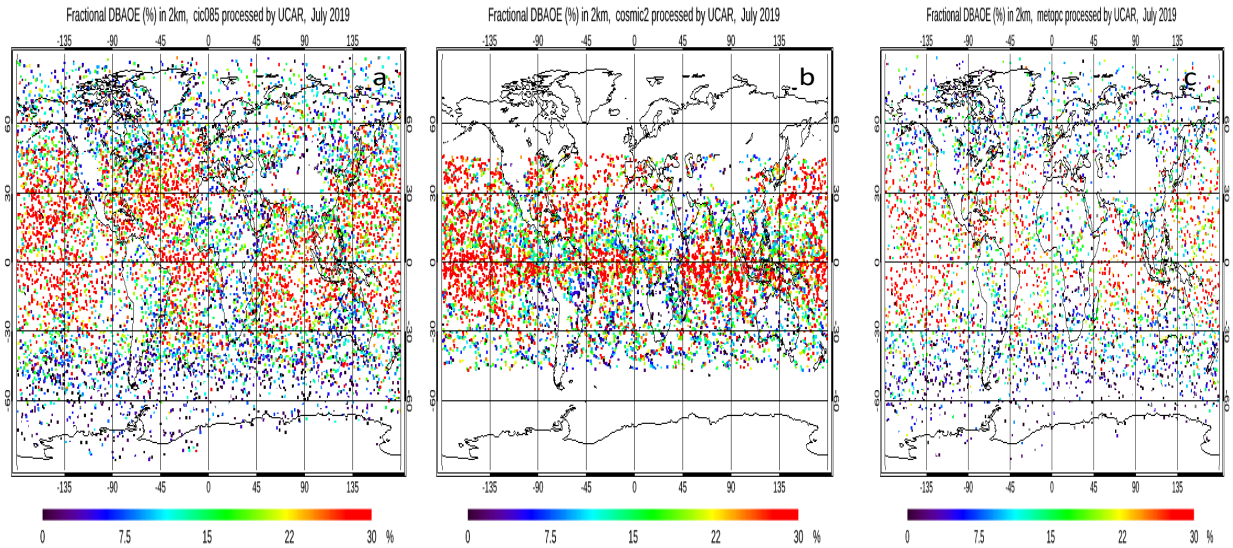 Fractional DBAOE (%) in 2km, cic085 processed by UCAR, July 2019
-135 -90 -45 0 45 90 135
a
60 60
30 30
0 0
-30 -30
-60 -60
-135 -90 -45 0 45 90 135
0 7.5 15 22 30 %
Fractional DBAOE (%) in 2km, cosmic2 processed by UCAR, July 2019
-135 -90 -45 0 45 90 135
b
60 60
30 30
0 0
-30 -30
-60 -60
-135 -90 -45 0 45 90 135
0 7.5 15 22 30 %
Fractional DBAOE (%) in 2km, metopc processed by UCAR, July 2019
-135 -90 -45 0 45 90 135
c
60 60
30 30
0 0
-30 -30
-60 -60
-135 -90 -45 0 45 90 135
0 7.5 15 22 30 %